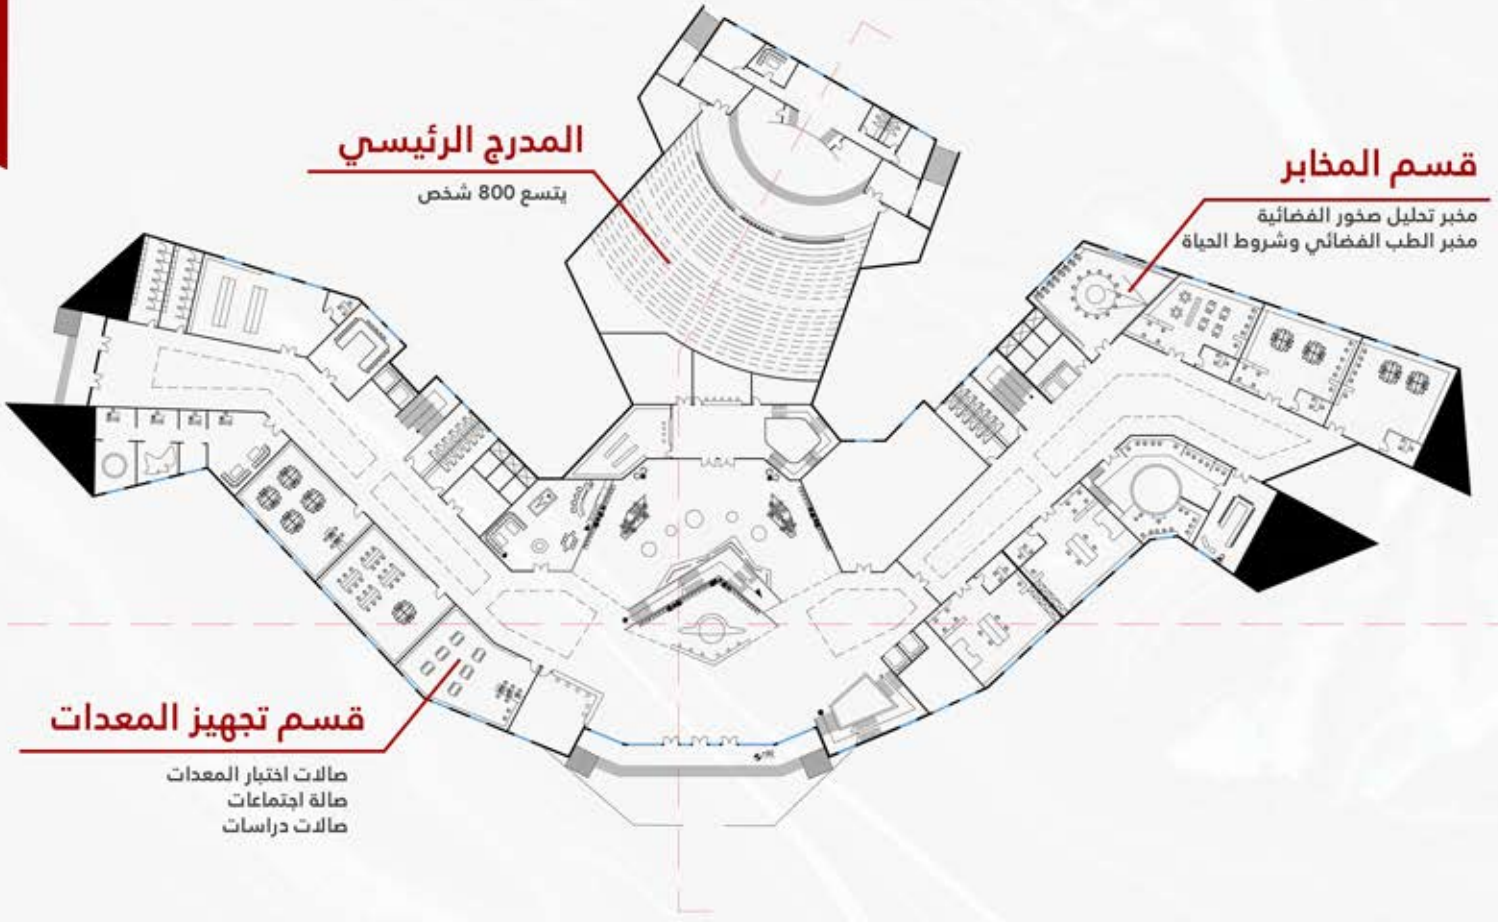 المدرج الرئيسي
يتسع 800 شخص
قسم المخابر
مخبر تحليل صخور الفضائية
مخبر الطب الفضائي وشروط الحياة
قسم تجهيز المعدات
صالات اختبار المعدات
صالة اجتماعات
صالات دراسات